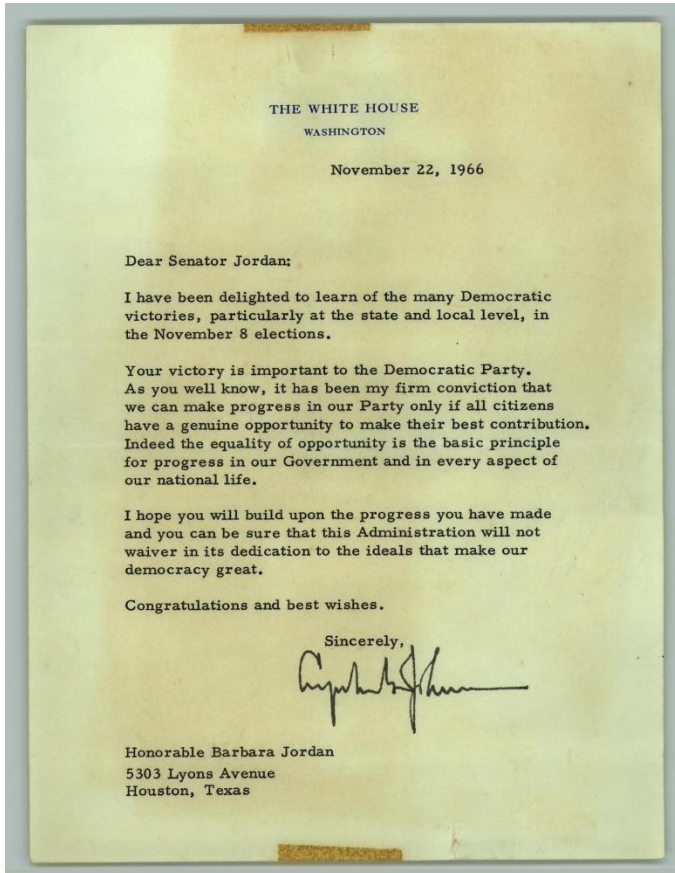 THE WHITE HOUSE
WASHINGTON
November 22, 1966
Dear Senator Jordan:
I have been delighted to learn of the many Democratic
victories, particularly at the state and local level, in
the November 8 elections.
Your victory is important to the Democratic Party.
As you well know, it has been my firm conviction that
we can make progress in our Party only if all citizens
have a genuine opportunity to make their best contribution.
Indeed the equality of opportunity is the basic principle
for progress in our Government and in every aspect of
our national life.
I hope you will build upon the progress you have made
and you can be sure that this Administration will not
waiver in its dedication to the ideals that make our
democracy great.
Congratulations and best wishes.
Sincerely,
Lyndon B. Johnson
Honorable Barbara Jordan
5303 Lyons Avenue
Houston, Texas